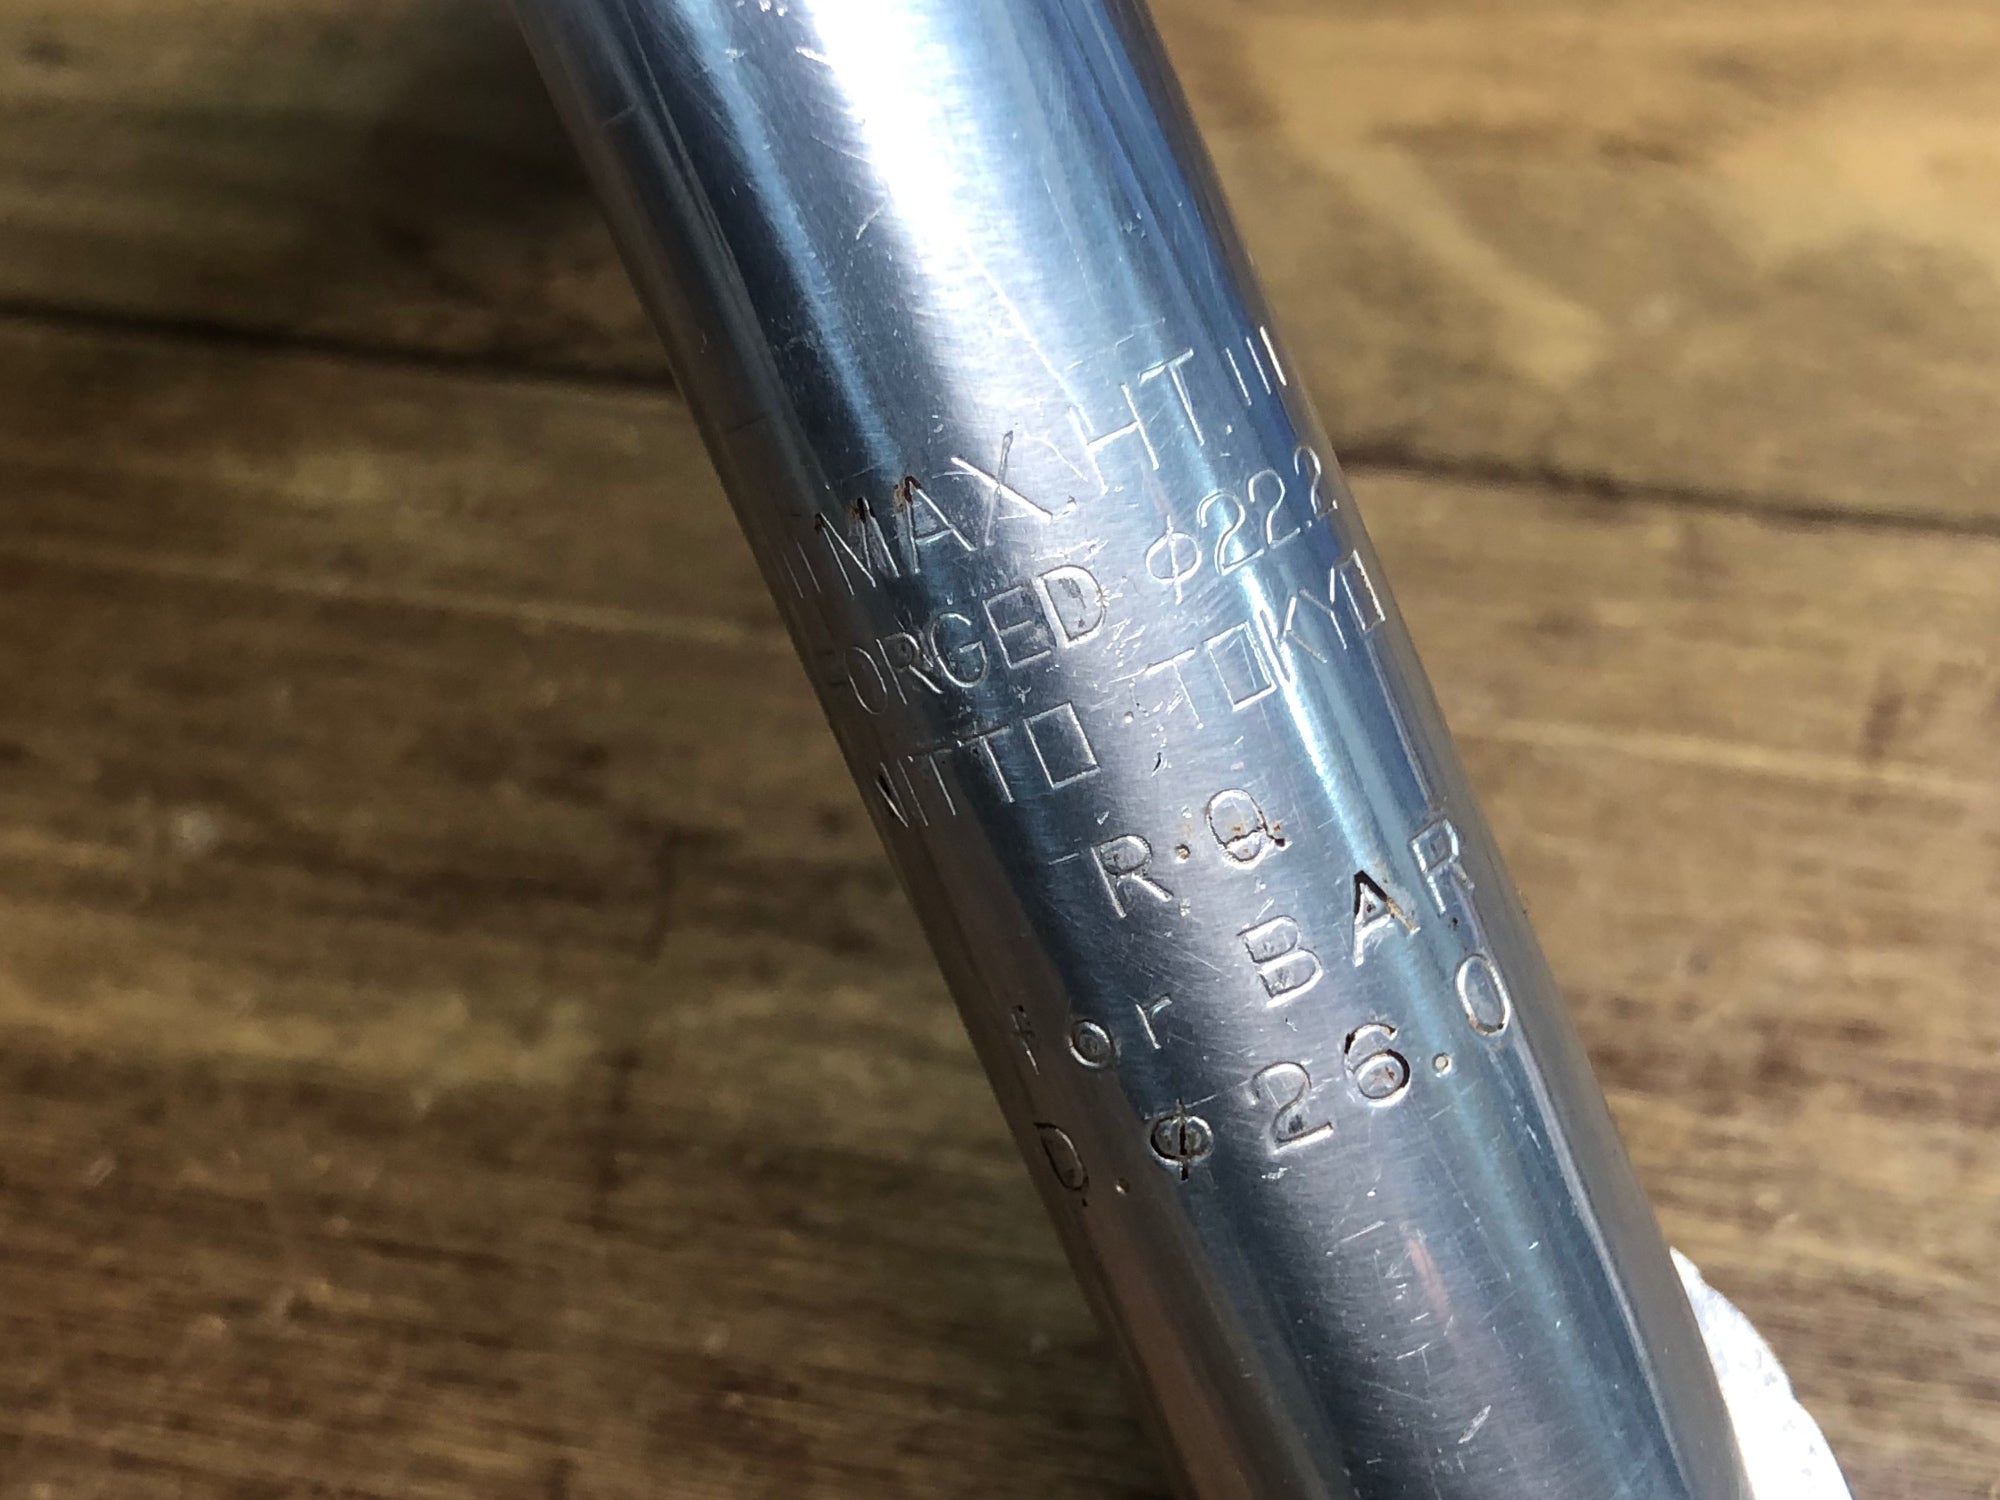 MAX.HT.
FORGED φ22.2
NITTO TOKYO
R.Q
for BAR
D.φ26.0